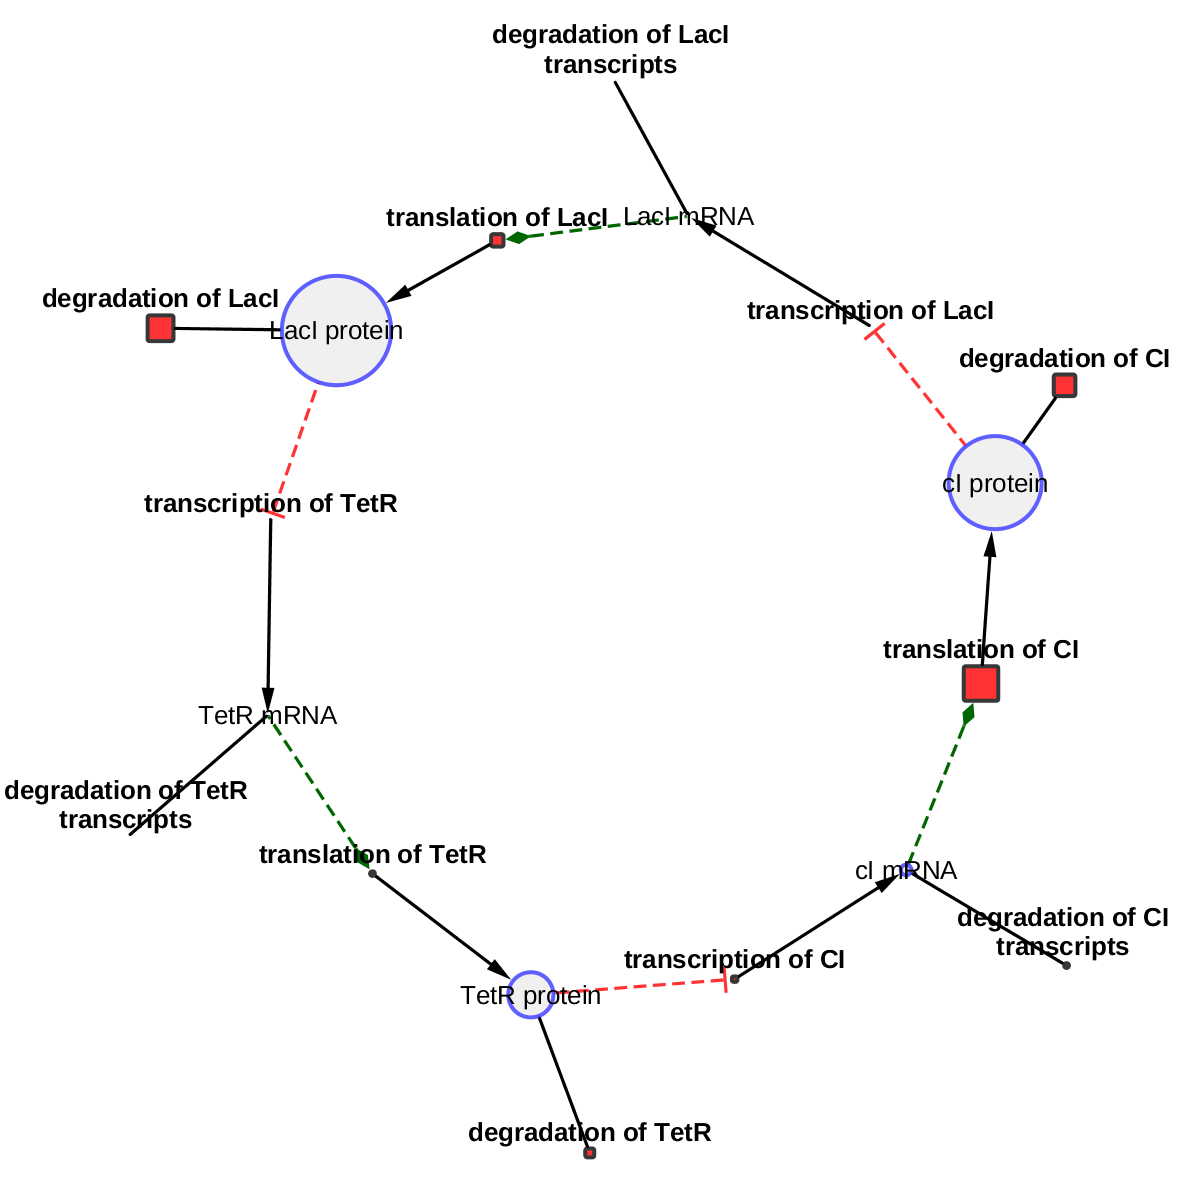 degradation of LacI
transcripts
translation of LacI
LacI mRNA
degradation of LacI
LacI protein
transcription of LacI
degradation of CI
cI protein
transcription of TetR
translation of CI
TetR mRNA
degradation of TetR
transcripts
translation of TetR
cI mRNA
degradation of CI
transcripts
transcription of CI
TetR protein
degradation of TetR